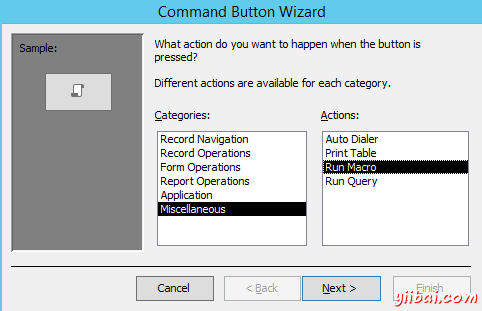 Command Button Wizard
Sample:
What action do you want to happen when the button is
pressed?
Different actions are available for each category.
Categories:
Actions:
Record Navigation
Record Operations
Form Operations
Report Operations
Application
Miscellaneous
Auto Dialer
Print Table
Run Macro
Run Query
Cancel
< Back
Next >
Finish
yiibai.com